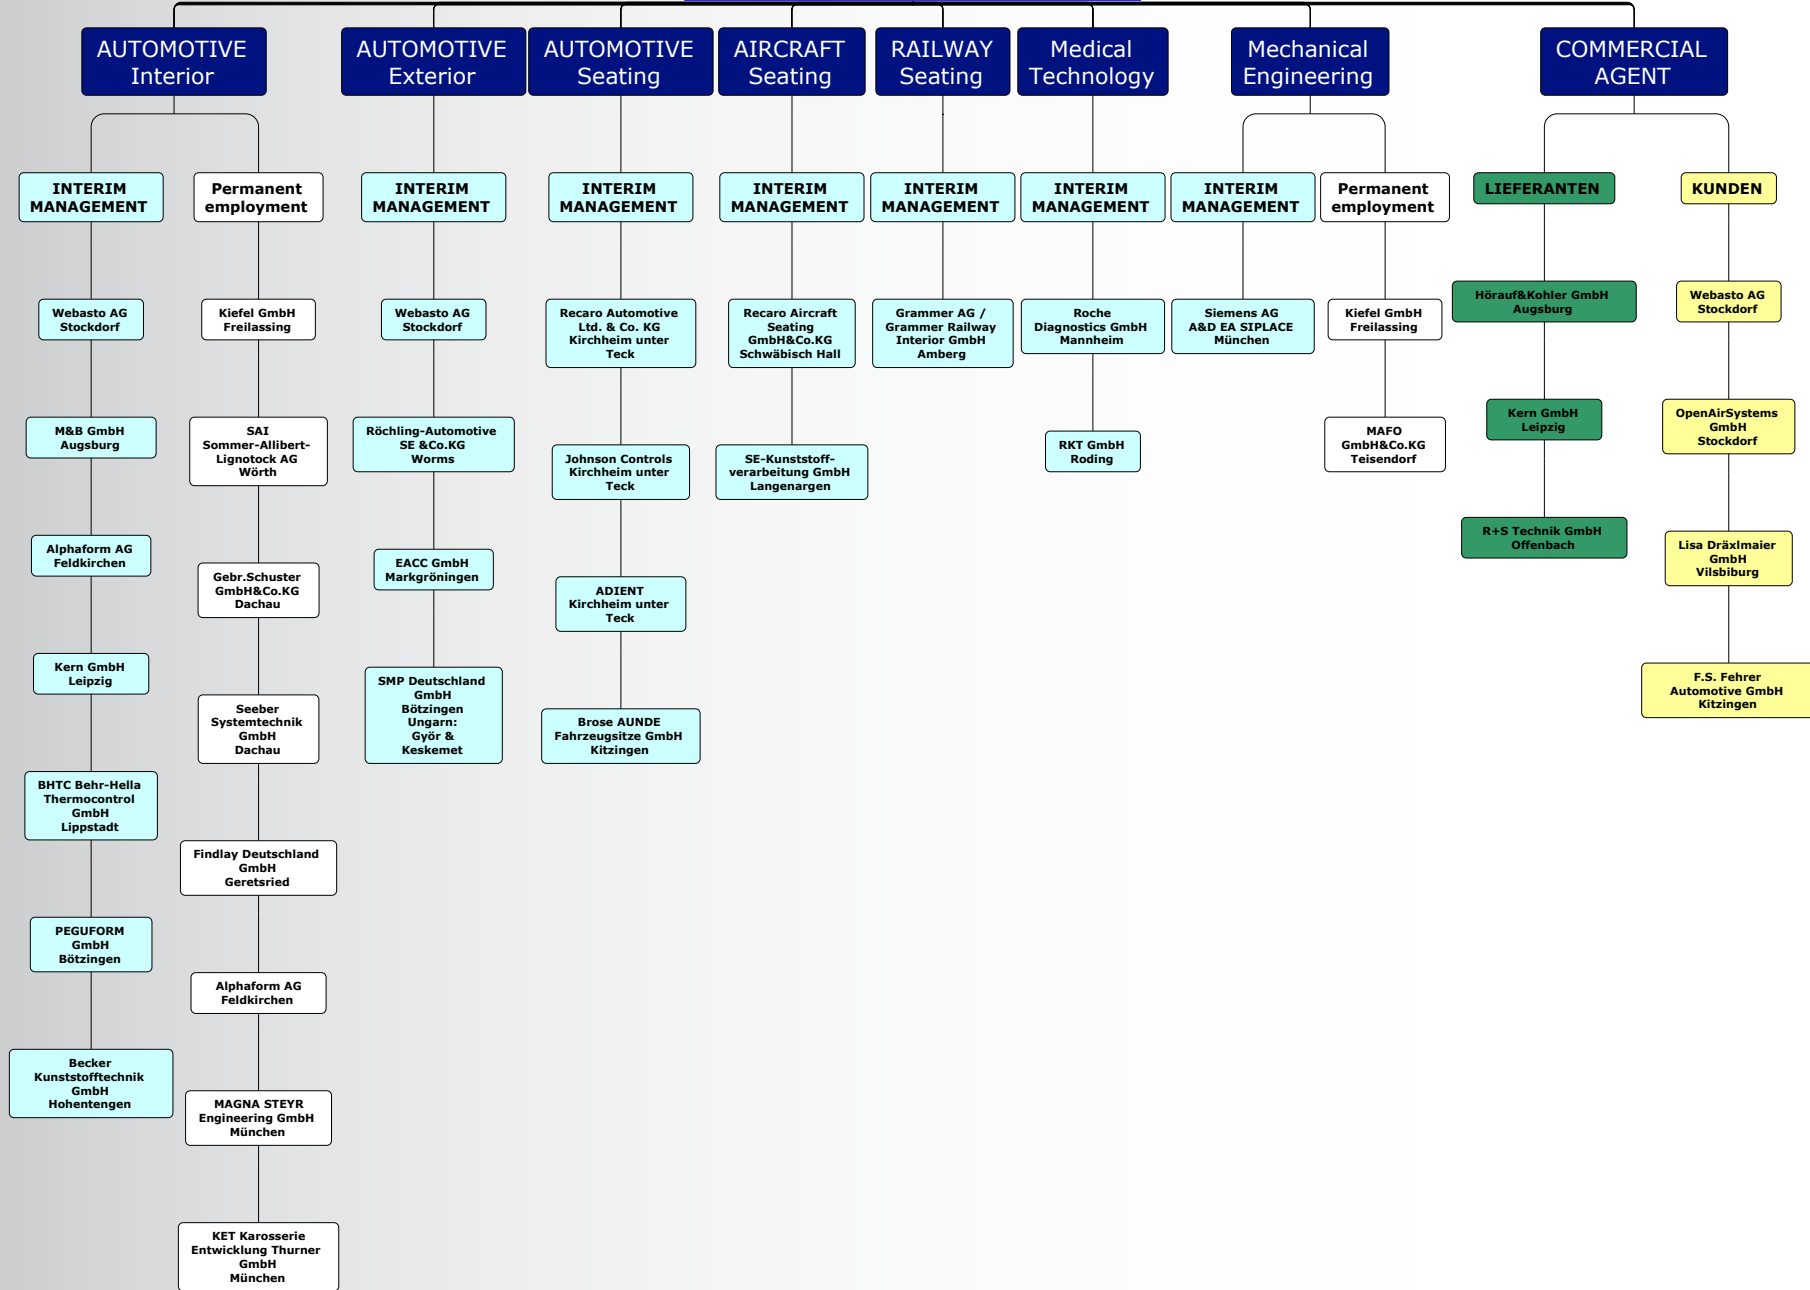 AUTOMOTIVE
Interior
AUTOMOTIVE
Exterior
AUTOMOTIVE
Seating
AIRCRAFT
Seating
RAILWAY
Seating
Medical
Technology
Mechanical
Engineering
COMMERCIAL
AGENT
INTERIM
MANAGEMENT
Webasto AG
Stockdorf
M&B GmbH
Augsburg
Alphaform AG
Feldkirchen
Kern GmbH
Leipzig
BHTC Behr-Hella
Thermocontrol
GmbH
Lippstadt
PEGUFORM
GmbH
Bötzingen
Becker
Kunststofftechnik
GmbH
Hohentengen
Permanent
employment
Kiefel GmbH
Freilassing
SAI
Sommer-Allibert-
Lignotock AG
Wörth
Gebr.Schuster
GmbH&Co.KG
Dachau
Seeber
Systemtechnik
GmbH
Dachau
Findlay Deutschland
GmbH
Geretsried
Alphaform AG
Feldkirchen
MAGNA STEYR
Engineering GmbH
München
KET Karosserie
Entwicklung Thurner
GmbH
München
INTERIM
MANAGEMENT
Webasto AG
Stockdorf
Röchling-Automotive
SE &Co.KG
Worms
EACC GmbH
Markgröningen
SMP Deutschland
GmbH
Bötzingen
Ungarn:
Györ &
Keskemet
INTERIM
MANAGEMENT
Recaro Automotive
Ltd. & Co. KG
Kirchheim unter
Teck
Johnson Controls
Kirchheim unter
Teck
ADIENT
Kirchheim unter
Teck
Brose AUNDE
Fahrzeugsitze GmbH
Kitzingen
INTERIM
MANAGEMENT
Recaro Aircraft
Seating
GmbH&Co.KG
Schwäbisch Hall
SE-Kunststoff-
verarbeitung GmbH
Langenargen
INTERIM
MANAGEMENT
Grammer AG /
Grammer Railway
Interior GmbH
Amberg
INTERIM
MANAGEMENT
Roche
Diagnostics GmbH
Mannheim
RKT GmbH
Roding
INTERIM
MANAGEMENT
Siemens AG
A&D EA SIPLACE
München
Permanent
employment
Kiefel GmbH
Freilassing
MAFO
GmbH&Co.KG
Teisendorf
LIEFERANTEN
Hörauf&Kohler GmbH
Augsburg
Kern GmbH
Leipzig
R+S Technik GmbH
Offenbach
KUNDEN
Webasto AG
Stockdorf
OpenAirSystems
GmbH
Stockdorf
Lisa Dräxlmaier
GmbH
Vilsbiburg
F.S. Fehrer
Automotive GmbH
Kitzingen